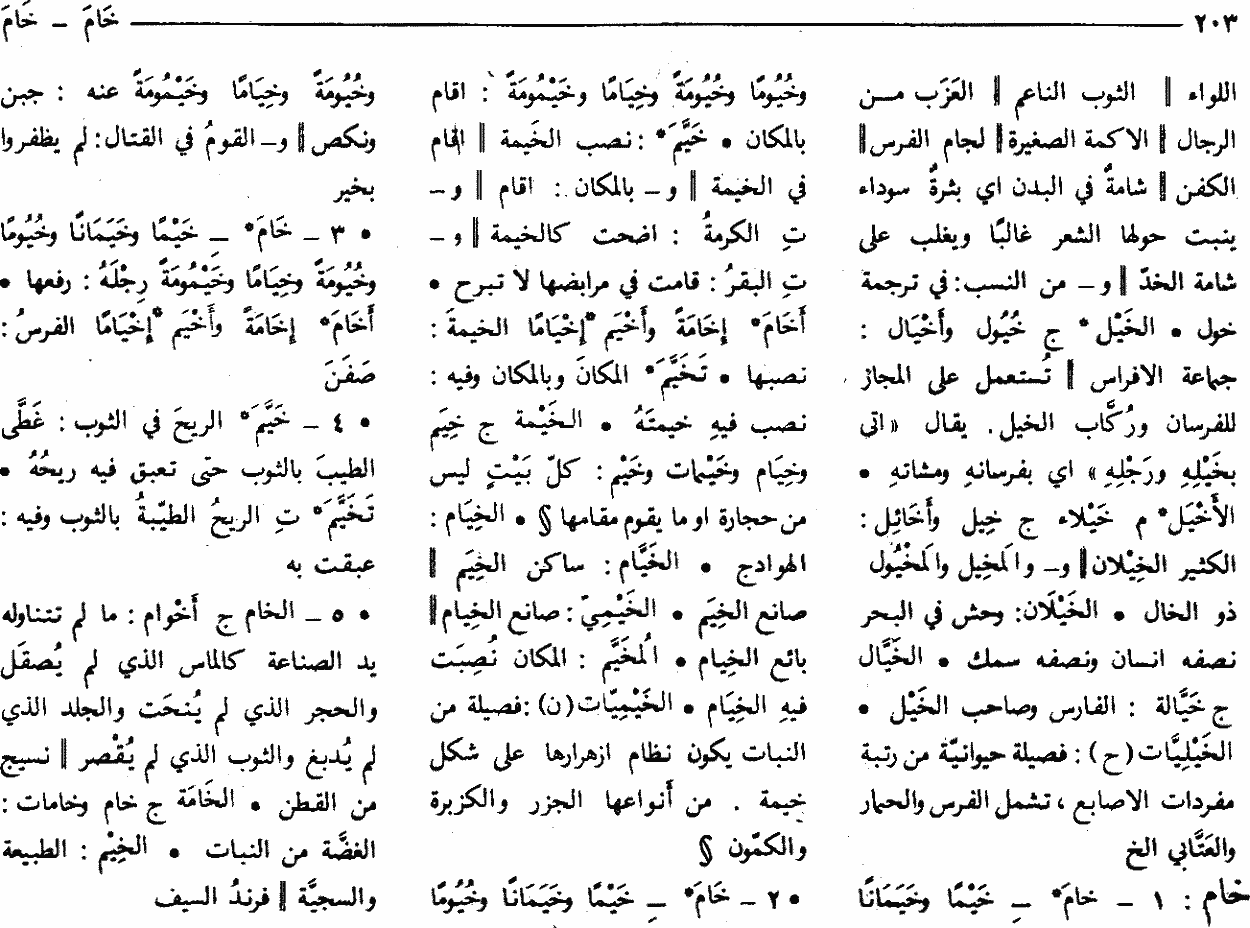 ٢٠٣ — خَامَ – خَامَ
اللواء ‖ الثوب الناعم ‖ العَزَب مـن
الرجال ‖ الاكمة الصغيرة ‖ لجام الفرس ‖
الكفن ‖ شامةٌ في البدن اي بثرةٌ سوداء
ينبت حولها الشعر غالبًا ويغلب على
شامة الخدّ ‖ و – من النسب : في ترجمة
خول • الخَيْل* ج خُيُول وأَخْيَال :
جماعة الافراس ‖ تُستعمل على المجاز
للفرسان ورُكَّاب الخيل . يقال « اتى
بخَيْلِهِ ورَجْلِهِ » اي بفرسانهِ ومشاتهِ •
الأَخْيَل* م خَيْلاء ج خِيل وأَخَائِل :
الكثير الخِيْلان ‖ و– والمَخِيل والمَخْيُول
ذو الخال • الخَيْلَان : وحش في البحر
نصفه انسان ونصفه سمك • الخَيَّال
ج خَيَّالة : الفارس وصاحب الخَيْل •
الخَيْلِيَّات (ح) : فصيلة حيوانيّة من رتبة
مفردات الاصابع ، تشمل الفرس والحمار
والعَتَّابي الخ
خام : ١ – خامَ* ــِ خَيْمًا وخَيَمَانًا
وخُيُومًا وخُيُومَةً وخِيَامًا وخَيْمُومَةً : اقام
بالمكان • خَيَّمَ* : نصب الخَيمة ‖ اقام
في الخيمة ‖ و – بالمكان : اقام ‖ و –
تِ الكرمةُ : اضحت كالخيمة ‖ و –
تِ البقرُ : قامت في مرابضها لا تبرح •
أَخَامَ* إِخَامَةً وأَخْيَم* إِخْيَامًا الخيمةَ :
نصبها • تَخَيَّمَ* المكانَ وبالمكان وفيه :
نصب فيهِ خيمتَهُ • الخَيْمة ج خِيَم
وخِيَام وخَيْمات وخَيْم : كلّ بَيْتٍ ليس
من حجارة او ما يقوم مقامها § • الخِيَام :
الهوادج • الخَيَّام : ساكن الخِيَم ‖
صانع الخِيَم • الخَيْمِيّ : صانع الخِيام ‖
بائع الخِيام • المُخَيَّم : المكان نُصِبَت
فيهِ الخِيَام • الخَيْمِيّات (ن) : فصيلة من
النبات يكون نظام ازهرارها على شكل
خيمة . من أَنواعها الجزر والكزبرة
والكمّون §
• ٢ – خَامَ* ــِ خَيْمًا وخَيَمَانًا وخُيُومًا
وخُيُومَةً وخِيَامًا وخَيْمُومَةً عنه : جبن
ونكص ‖ و– القومُ في القتال : لم يظفروا
بخير
• ٣ – خَامَ* ــِ خَيْمًا وخَيَمَانًا وخُيُومًا
وخُيُومَةً وخِيَامًا وخَيْمُومَةً رِجْلَهُ : رفعها •
أَخَامَ* إِخَامَةً وأَخْيَم* إِخْيَامًا الفرسُ :
صَفَنَ
• ٤ – خَيَّمَ* الريحَ في الثوب : غَطَّى
الطيبَ بالثوب حتى تعبق فيه ريحُهُ •
تَخَيَّمَ* تِ الريحُ الطيّبةُ بالثوب وفيه :
عبقت به
• ٥ – الخام ج أَخْوام : ما لم تتناوله
يد الصناعة كالماس الذي لم يُصقَل
والحجر الذي لم يُنحَت والجلد الذي
لم يُدبغ والثوب الذي لم يُقْصر ‖ نسيج
من القطن • الخَامَة ج خام وخامات :
الغضَّة من النبات • الخِيْم : الطبيعة
والسجيَّة ‖ فرندُ السيف